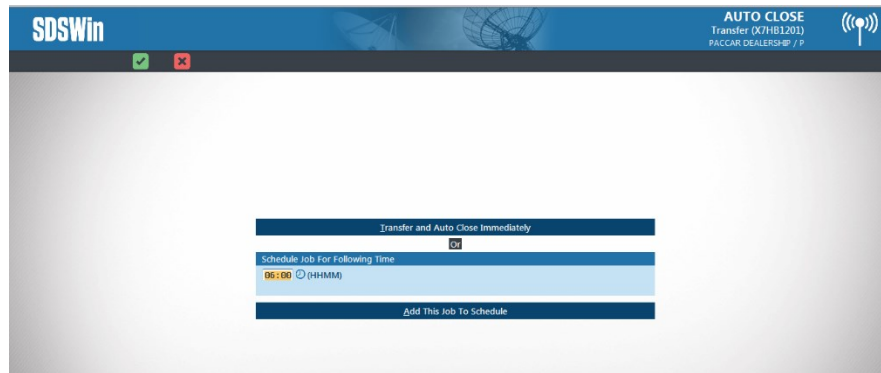 SDSWin
AUTO CLOSE
Transfer (X7HB1201)
PACCAR DEALERSHIP / P
Transfer and Auto Close Immediately
Or
Schedule Job For Following Time
06:00 (HHMM)
Add This Job To Schedule